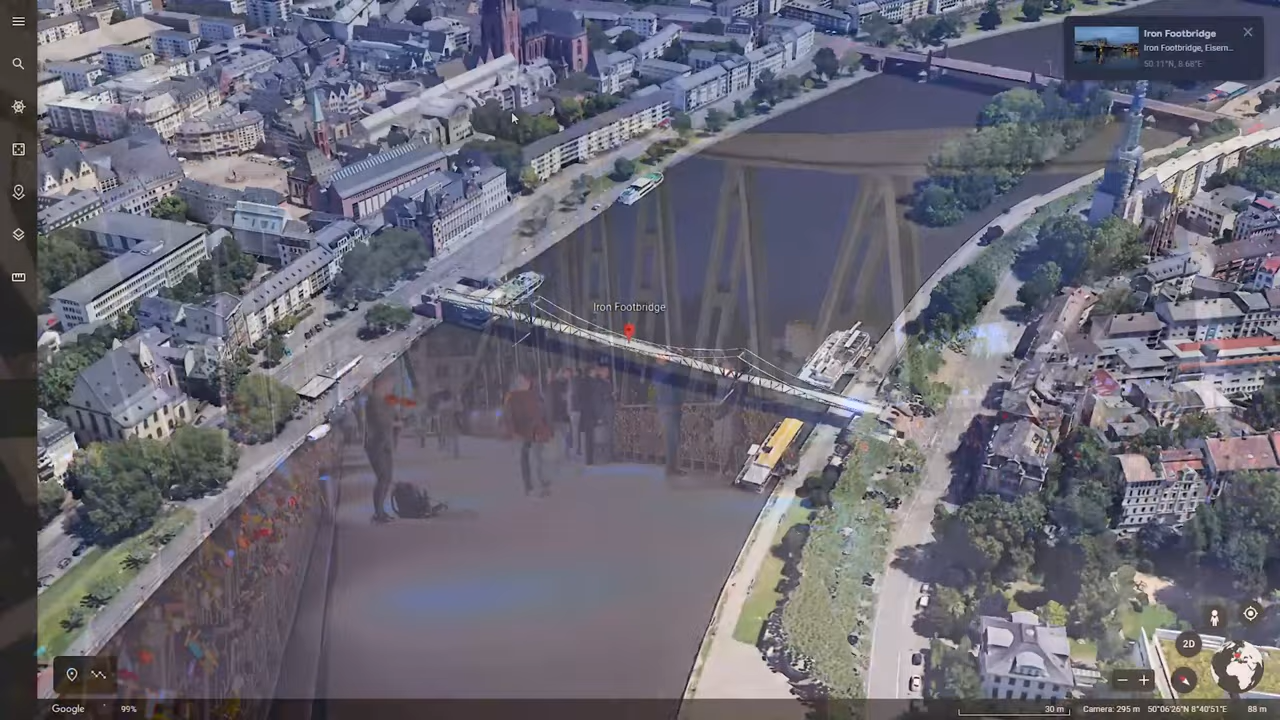 Iron Footbridge
Iron Footbridge, Eisern...
50.11°N, 8.68°E
Iron Footbridge
2D
Google
99%
30 m
Camera: 295 m
50°06'26"N 8°40'51"E
88 m